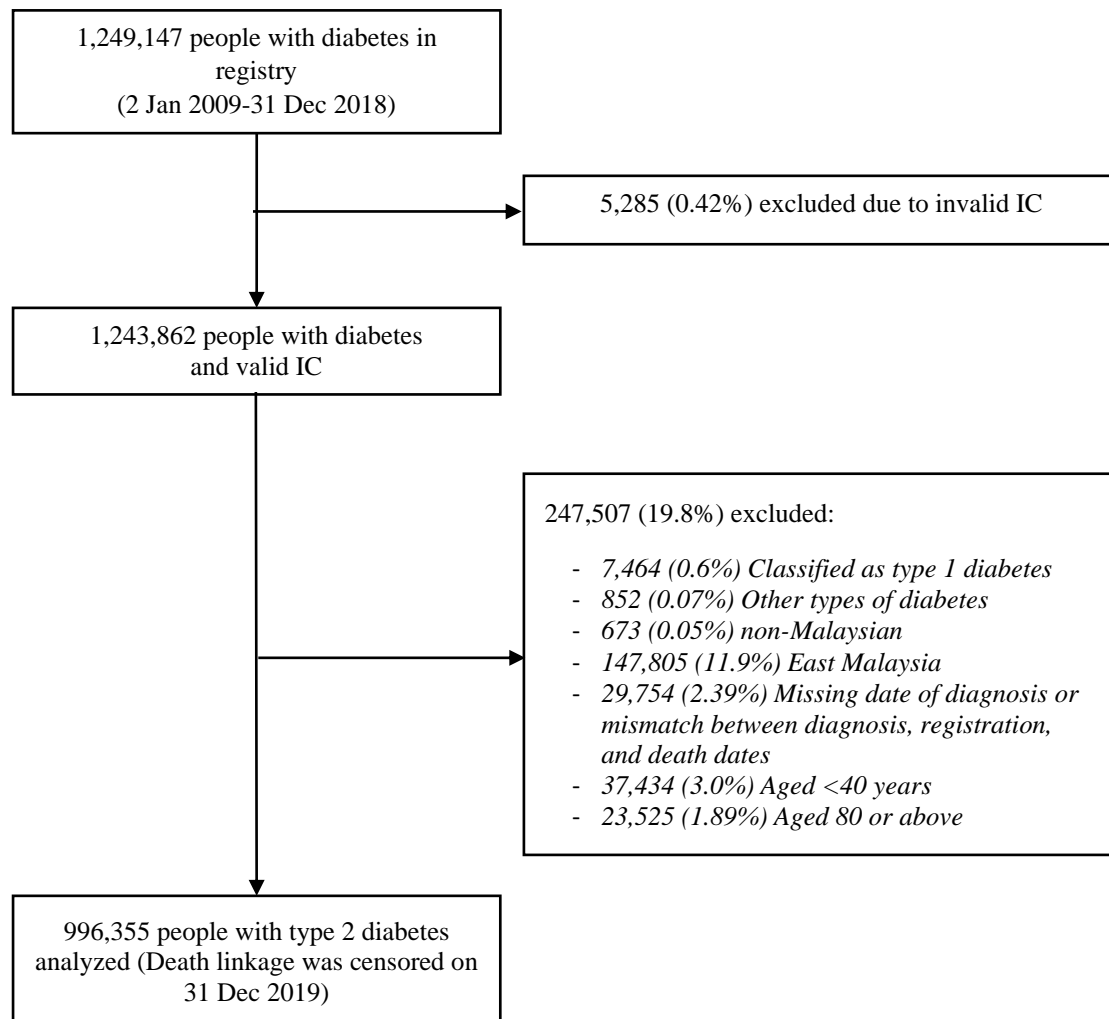 1,249,147 people with diabetes in
registry
(2 Jan 2009-31 Dec 2018)
5,285 (0.42%) excluded due to invalid IC
1,243,862 people with diabetes
and valid IC
247,507 (19.8%) excluded:
- 7,464 (0.6%) Classified as type 1 diabetes
- 852 (0.07%) Other types of diabetes
- 673 (0.05%) non-Malaysian
- 147,805 (11.9%) East Malaysia
- 29,754 (2.39%) Missing date of diagnosis or
mismatch between diagnosis, registration,
and death dates
- 37,434 (3.0%) Aged <40 years
- 23,525 (1.89%) Aged 80 or above
996,355 people with type 2 diabetes
analyzed (Death linkage was censored on
31 Dec 2019)